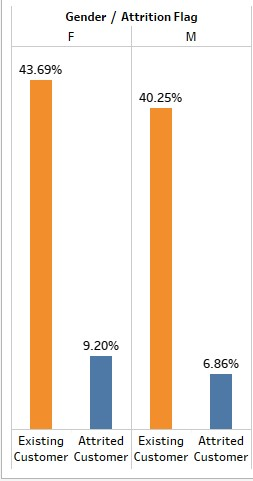 Gender / Attrition Flag
F M
43.69%
40.25%
9.20%
6.86%
Existing Attrited Existing Attrited
Customer Customer Customer Customer